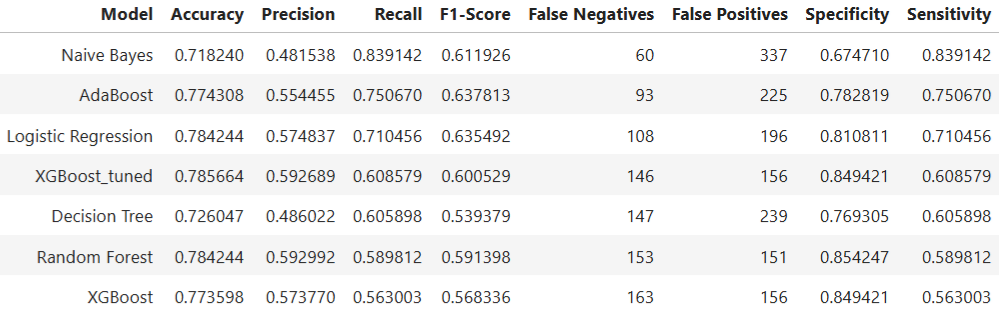 Model Accuracy Precision Recall F1-Score False Negatives False Positives Specificity Sensitivity
Naive Bayes 0.718240 0.481538 0.839142 0.611926 60 337 0.674710 0.839142
AdaBoost 0.774308 0.554455 0.750670 0.637813 93 225 0.782819 0.750670
Logistic Regression 0.784244 0.574837 0.710456 0.635492 108 196 0.810811 0.710456
XGBoost_tuned 0.785664 0.592689 0.608579 0.600529 146 156 0.849421 0.608579
Decision Tree 0.726047 0.486022 0.605898 0.539379 147 239 0.769305 0.605898
Random Forest 0.784244 0.592992 0.589812 0.591398 153 151 0.854247 0.589812
XGBoost 0.773598 0.573770 0.563003 0.568336 163 156 0.849421 0.563003